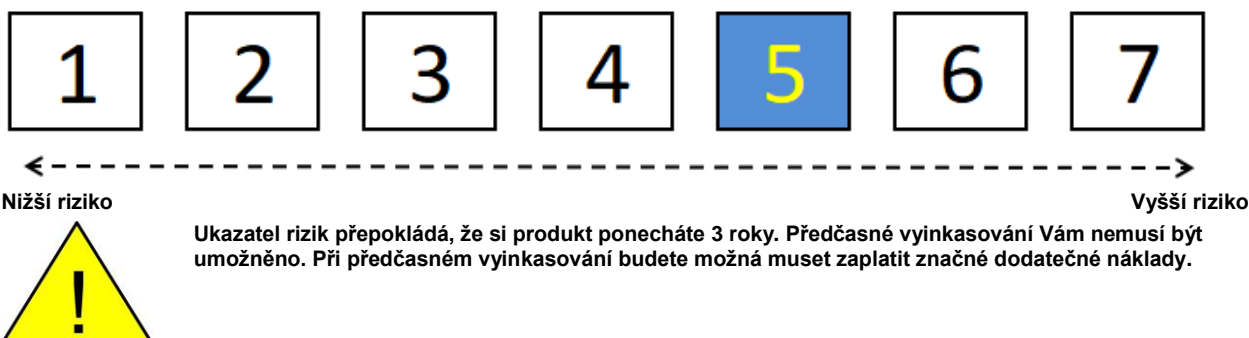 1 2 3 4 5 6 7
Nižší riziko Vyšší riziko
Ukazatel rizik přepokládá, že si produkt ponecháte 3 roky. Předčasné vyinkasování Vám nemusí být
umožněno. Při předčasném vyinkasování budete možná muset zaplatit značné dodatečné náklady.
!